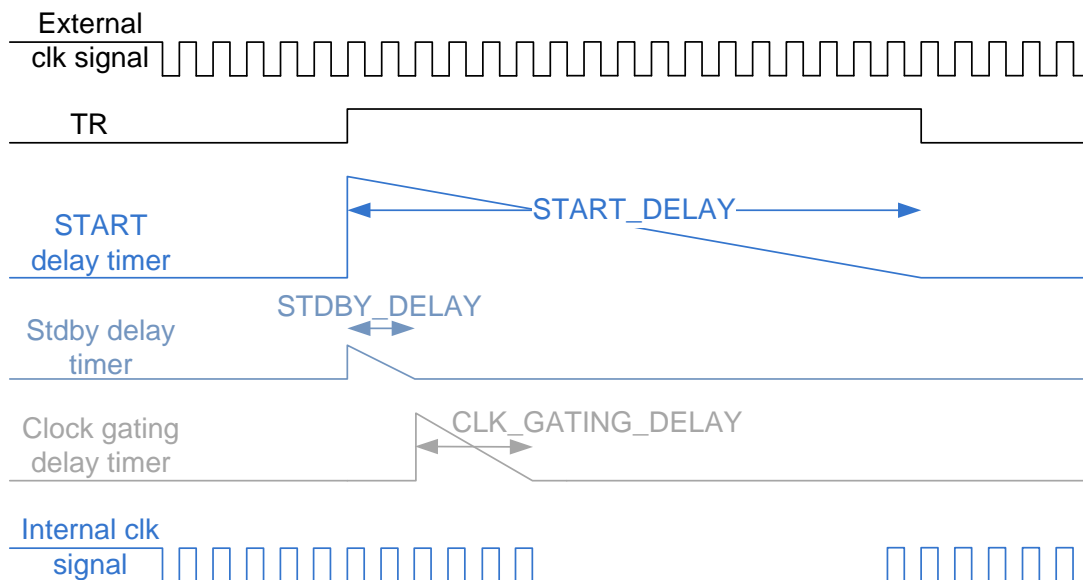 External
clk signal
TR
START_DELAY
START
delay timer
STDBY_DELAY
Stdby delay
timer
CLK_GATING_DELAY
Clock gating
delay timer
Internal clk
signal